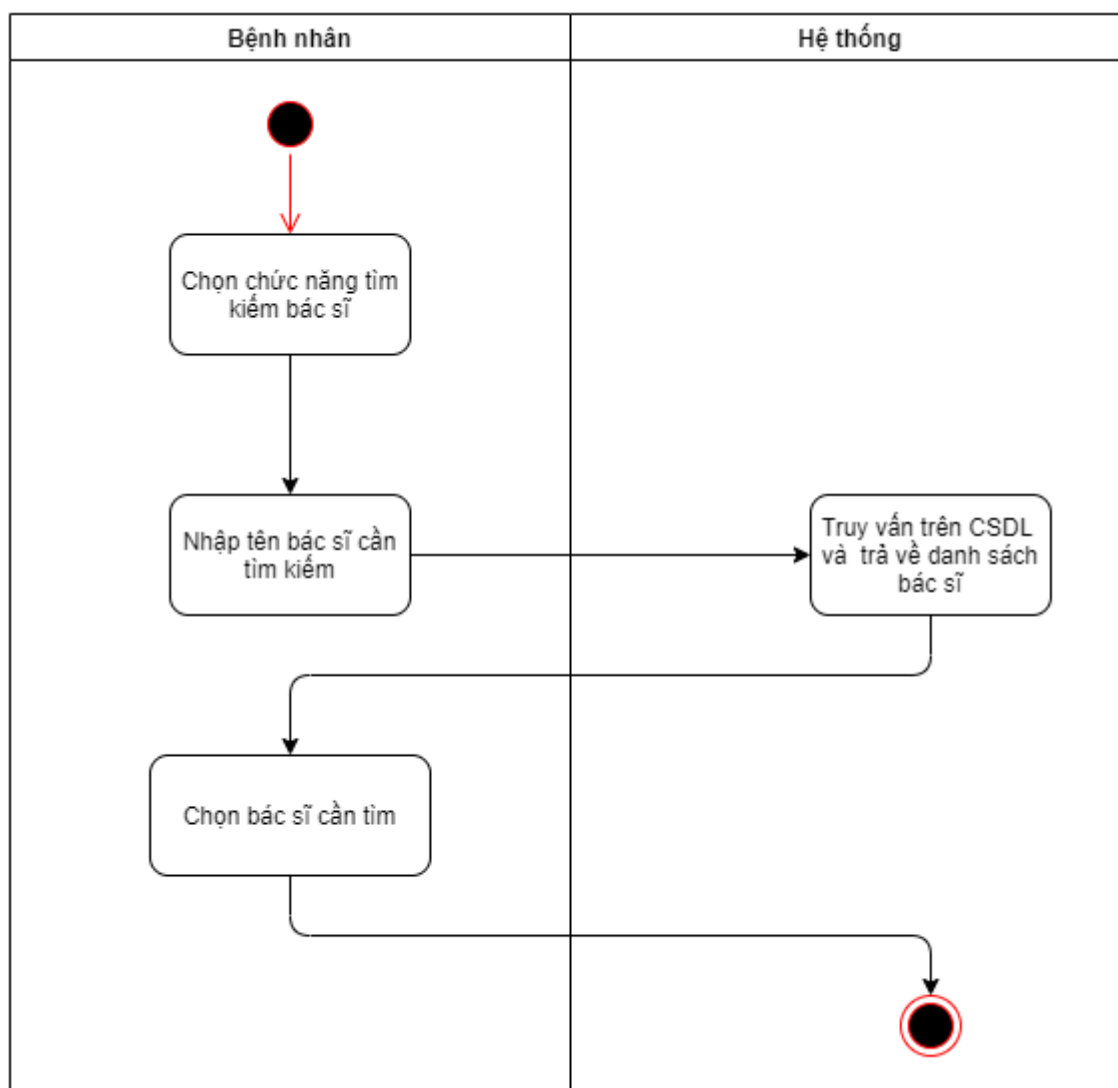 Bệnh nhân
Hệ thống
Chọn chức năng tìm
kiếm bác sĩ
Nhập tên bác sĩ cần
tìm kiếm
Truy vấn trên CSDL
và  trả về danh sách
bác sĩ
Chọn bác sĩ cần tìm